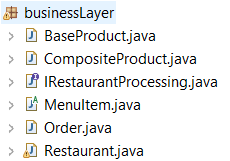 businessLayer
BaseProduct.java
CompositeProduct.java
IRestaurantProcessing.java
MenuItem.java
Order.java
Restaurant.java